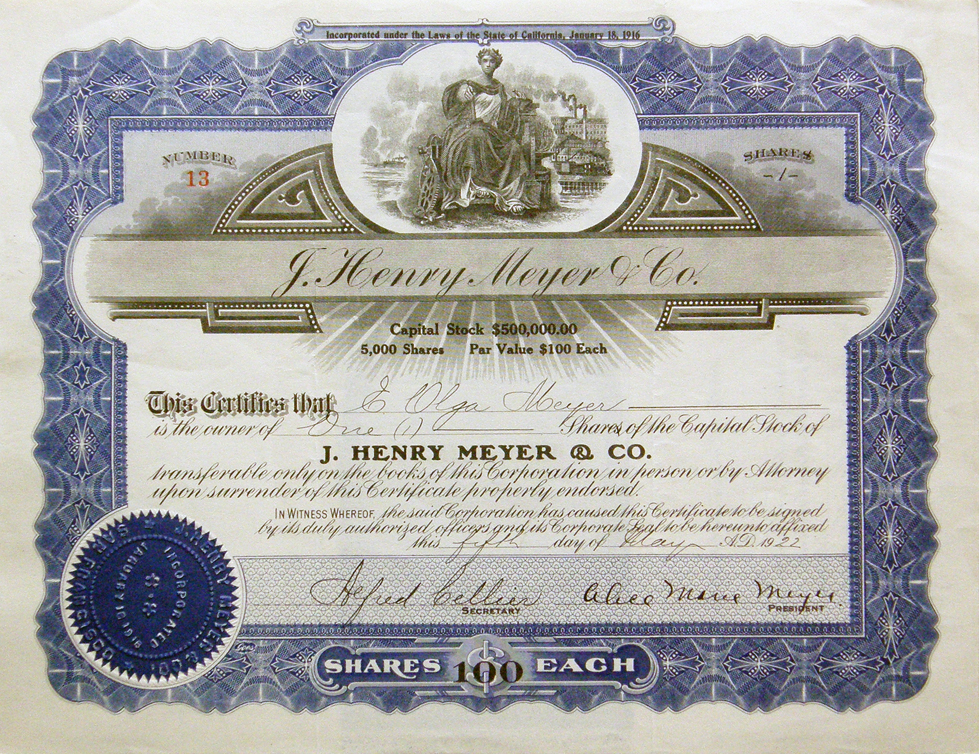 Incorporated under the Laws of the State of California, January 18, 1916
NUMBER
13
SHARES
-1-
J. Henry Meyer & Co.
Capital Stock $500,000.00
5,000 Shares Par Value $100 Each
This Certifies that E Olga Meyer
is the owner of One (1) Shares of the Capital Stock of
J. HENRY MEYER & CO.
transferable only on the books of this Corporation in person or by Attorney
upon surrender of this Certificate properly endorsed.
IN WITNESS WHEREOF, the said Corporation has caused this Certificate to be signed
by its duly authorized officers and its Corporate Seal to be hereunto affixed
this fifth day of May A.D. 1922
Alfred Cellier
SECRETARY
Alice Marie Meyer
PRESIDENT
INCORPORATED
SHARES $100 EACH